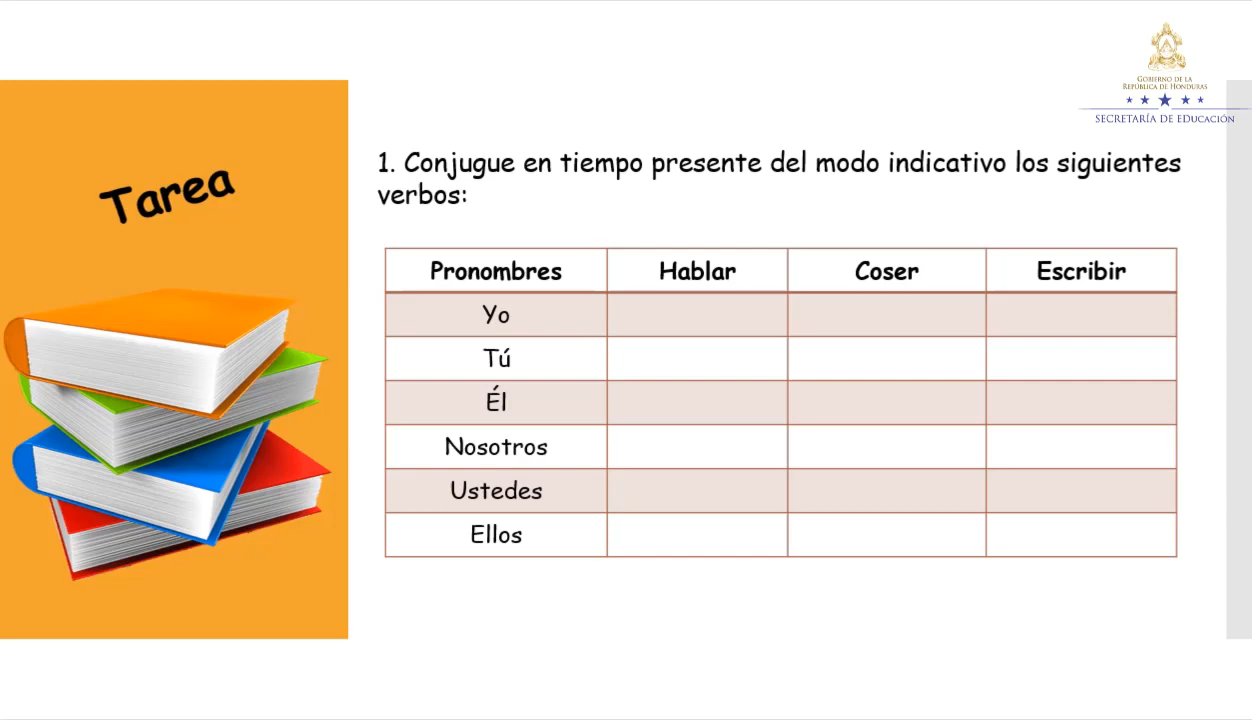 GOBIERNO DE LA
REPÚBLICA DE HONDURAS
SECRETARÍA DE EDUCACIÓN
Tarea
1. Conjugue en tiempo presente del modo indicativo los siguientes
verbos:
Pronombres Hablar Coser Escribir
Yo
Tú
Él
Nosotros
Ustedes
Ellos